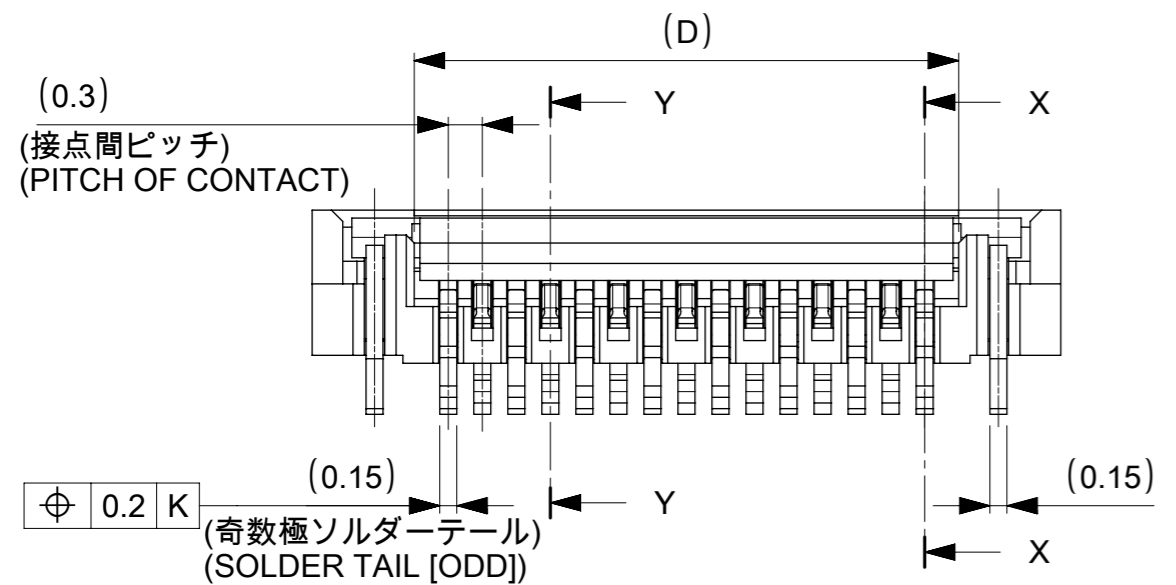 (D)
(0.3)
Y
X
(接点間ピッチ)
(PITCH OF CONTACT)
(0.15)
(0.15)
⌖ 0.2 K
Y
(奇数極ソルダーテール)
(SOLDER TAIL [ODD])
X